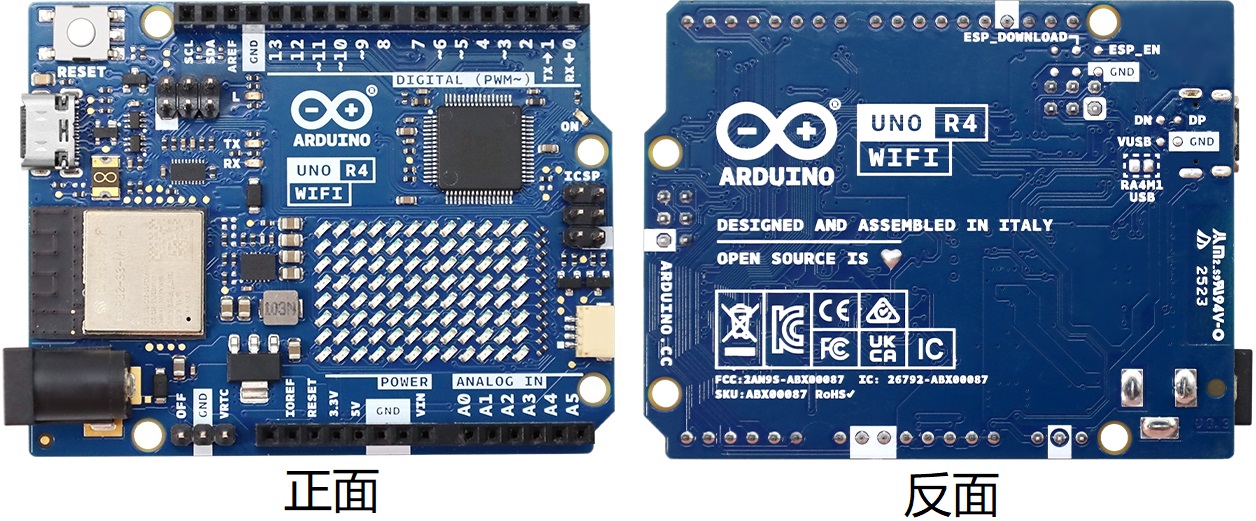 RESET
SCL
SDA
AREF
GND
13
12
~11
~10
~9
8
7
~6
~5
4
~3
2
TX→1
RX←0
DIGITAL (PWM~)
L
TX
RX
ON
ICSP
ARDUINO
UNO R4
WIFI
103N
OFF
GND
VRTC
IOREF
RESET
3.3V
5V
GND
VIN
POWER
ANALOG IN
A0
A1
A2
A3
A4
A5
正面
ESP_DOWNLOAD
ESP_EN
GND
DN
DP
VUSB
GND
RA4M1
USB
ARDUINO
UNO R4
WIFI
DESIGNED AND ASSEMBLED IN ITALY
OPEN SOURCE IS
ARDUINO.CC
CE
FC
UK
CA
IC
FCC:2AN9S-ABX00087 IC: 26792-ABX00087
SKU:ABX00087 RoHS✓
94V-0
2523
反面